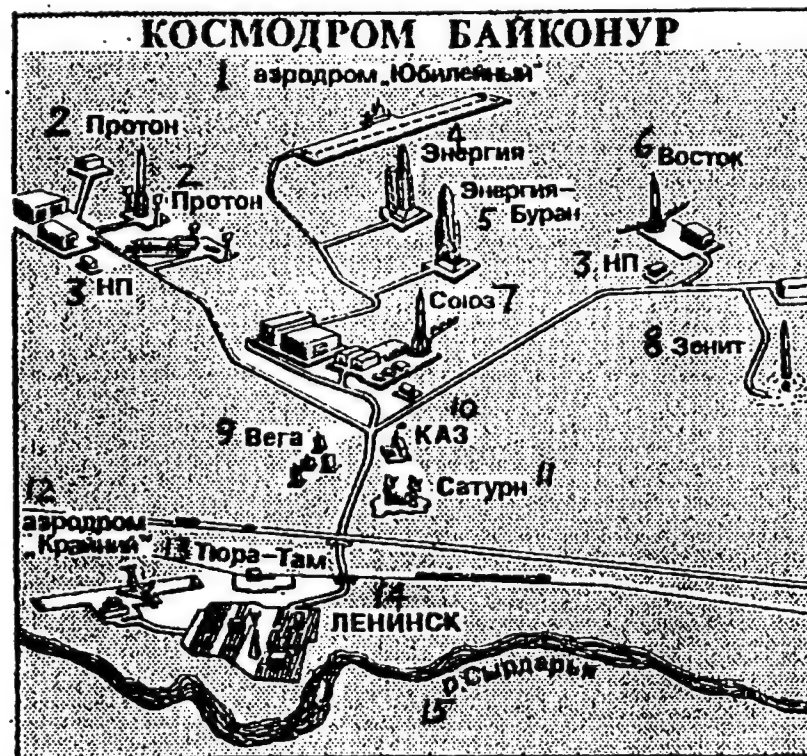 КОСМОДРОМ БАЙКОНУР
1 аэродром „Юбилейный“
2 Протон
2
Протон
3 НП
4
Энергия
Энергия-
5 Буран
6 Восток
3 НП
Союз 7
8 Зенит
9 Вега
10
КАЗ
Сатурн 11
12
аэродром
„Крайний“
13 Тюра-Там
14
ЛЕНИНСК
р.Сырдарья
15